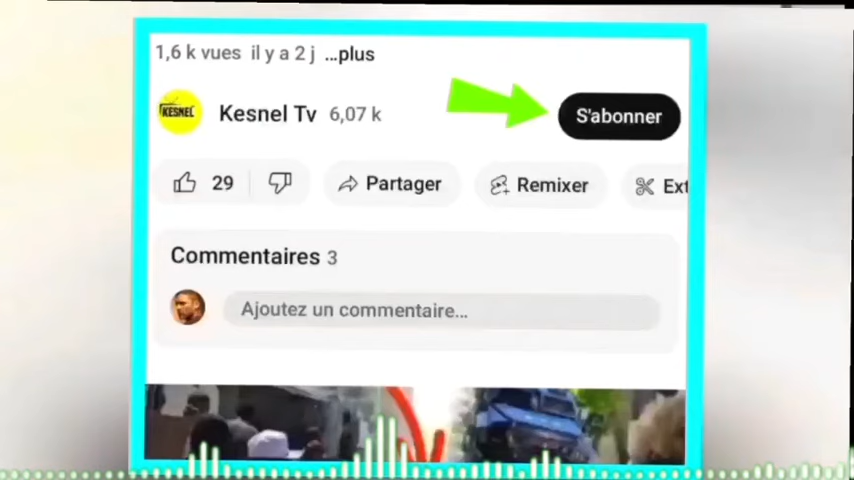 1,6 k vues il y a 2 j ...plus
KESNEL
Kesnel Tv 6,07 k
S'abonner
29
Partager
Remixer
Ext
Commentaires 3
Ajoutez un commentaire...